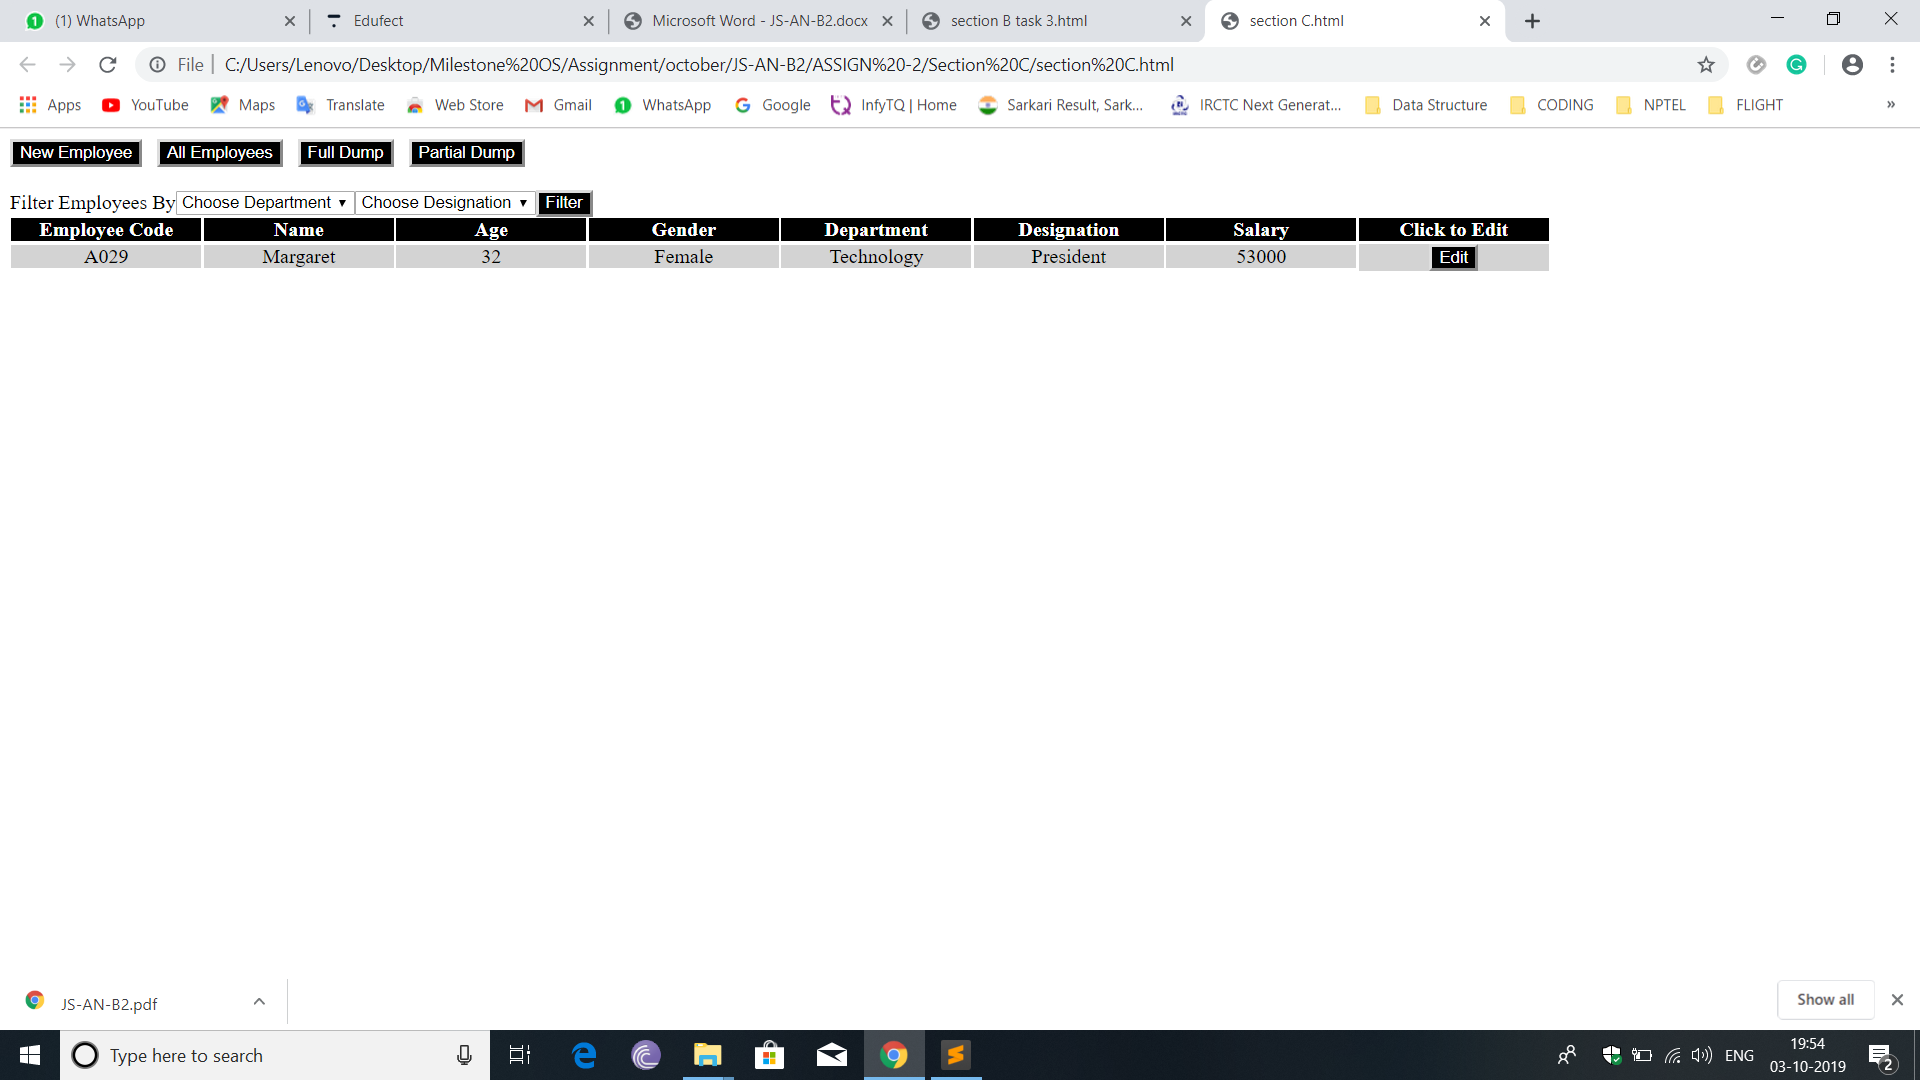 (1) WhatsApp
Edufect
Microsoft Word - JS-AN-B2.docx
section B task 3.html
section C.html
File
C:/Users/Lenovo/Desktop/Milestone%20OS/Assignment/october/JS-AN-B2/ASSIGN%20-2/Section%20C/section%20C.html
Apps YouTube Maps Translate Web Store Gmail WhatsApp Google InfyTQ | Home Sarkari Result, Sark... IRCTC Next Generat... Data Structure CODING NPTEL FLIGHT »
New Employee All Employees Full Dump Partial Dump
Filter Employees By Choose Department Choose Designation Filter
Employee Code Name Age Gender Department Designation Salary Click to Edit
A029 Margaret 32 Female Technology President 53000 Edit
JS-AN-B2.pdf
Show all
Type here to search
ENG
19:54
03-10-2019
2